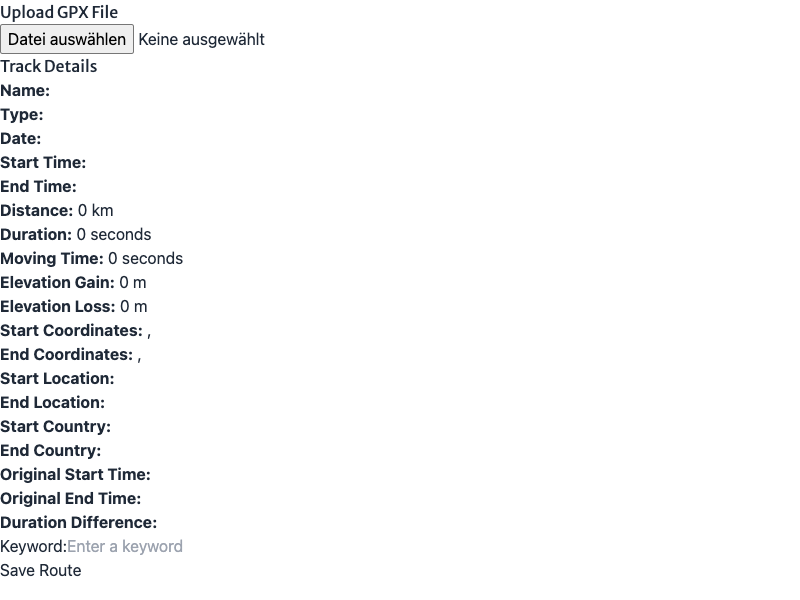 Upload GPX File
Datei auswählen Keine ausgewählt
Track Details
Name:
Type:
Date:
Start Time:
End Time:
Distance: 0 km
Duration: 0 seconds
Moving Time: 0 seconds
Elevation Gain: 0 m
Elevation Loss: 0 m
Start Coordinates: ,
End Coordinates: ,
Start Location:
End Location:
Start Country:
End Country:
Original Start Time:
Original End Time:
Duration Difference:
Keyword:Enter a keyword
Save Route